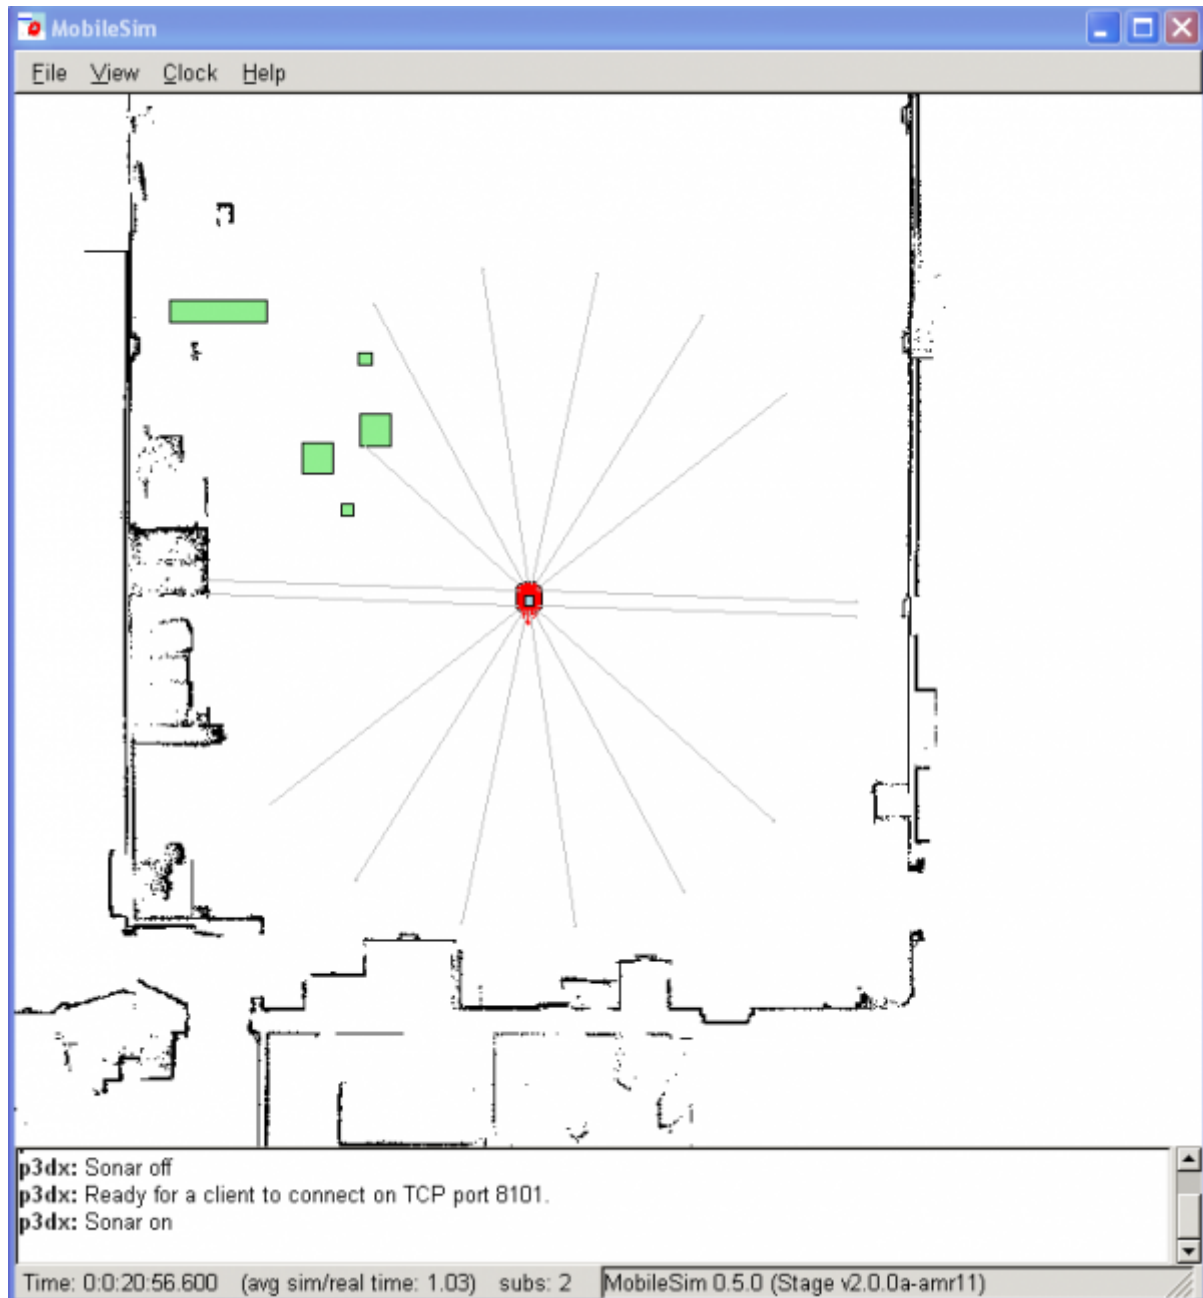 MobileSim
File View Clock Help
p3dx: Sonar off
p3dx: Ready for a client to connect on TCP port 8101.
p3dx: Sonar on
Time: 0:0:20:56.600 (avg sim/real time: 1.03) subs: 2 MobileSim 0.5.0 (Stage v2.0.0a-amr11)